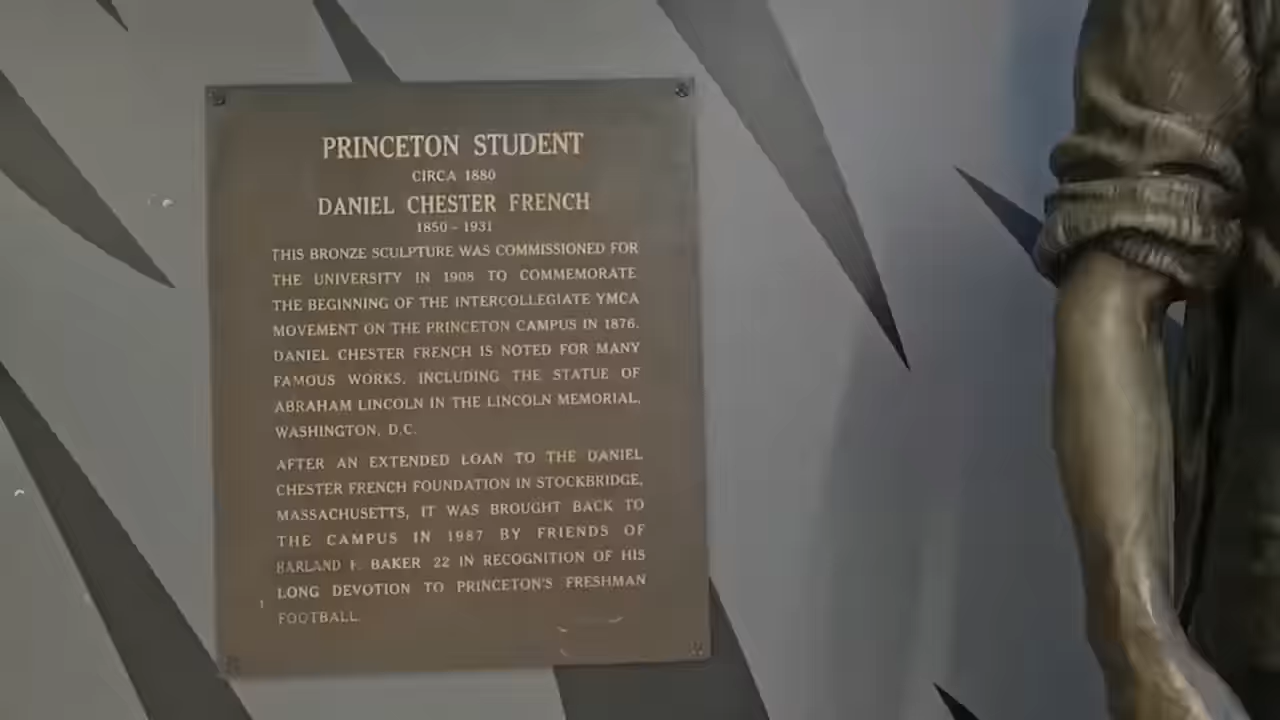 PRINCETON STUDENT
CIRCA 1880
DANIEL CHESTER FRENCH
1850 – 1931
THIS BRONZE SCULPTURE WAS COMMISSIONED FOR
THE UNIVERSITY IN 1908 TO COMMEMORATE
THE BEGINNING OF THE INTERCOLLEGIATE YMCA
MOVEMENT ON THE PRINCETON CAMPUS IN 1876.
DANIEL CHESTER FRENCH IS NOTED FOR MANY
FAMOUS WORKS, INCLUDING THE STATUE OF
ABRAHAM LINCOLN IN THE LINCOLN MEMORIAL,
WASHINGTON, D.C.
AFTER AN EXTENDED LOAN TO THE DANIEL
CHESTER FRENCH FOUNDATION IN STOCKBRIDGE,
MASSACHUSETTS, IT WAS BROUGHT BACK TO
THE CAMPUS IN 1987 BY FRIENDS OF
BAKER 22 IN RECOGNITION OF HIS
LONG DEVOTION TO PRINCETON'S FRESHMAN
FOOTBALL.